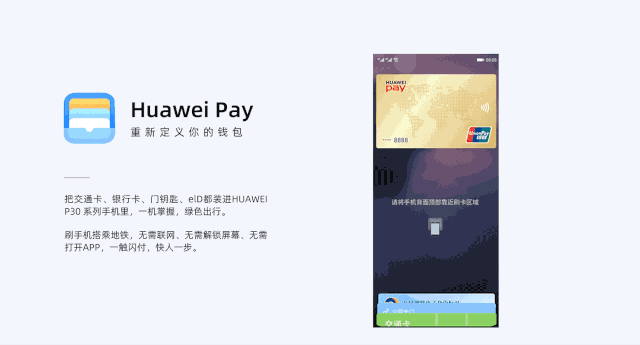 Huawei Pay
重新定义你的钱包
把交通卡、银行卡、门钥匙、eID都装进HUAWEI
P30 系列手机里，一机掌握，绿色出行。
刷手机搭乘地铁，无需联网、无需解锁屏幕、无需
打开APP，一触闪付，快人一步。
HUAWEI
pay
UnionPay
银联
8888
请将手机背面顶部靠近刷卡区域
交通卡